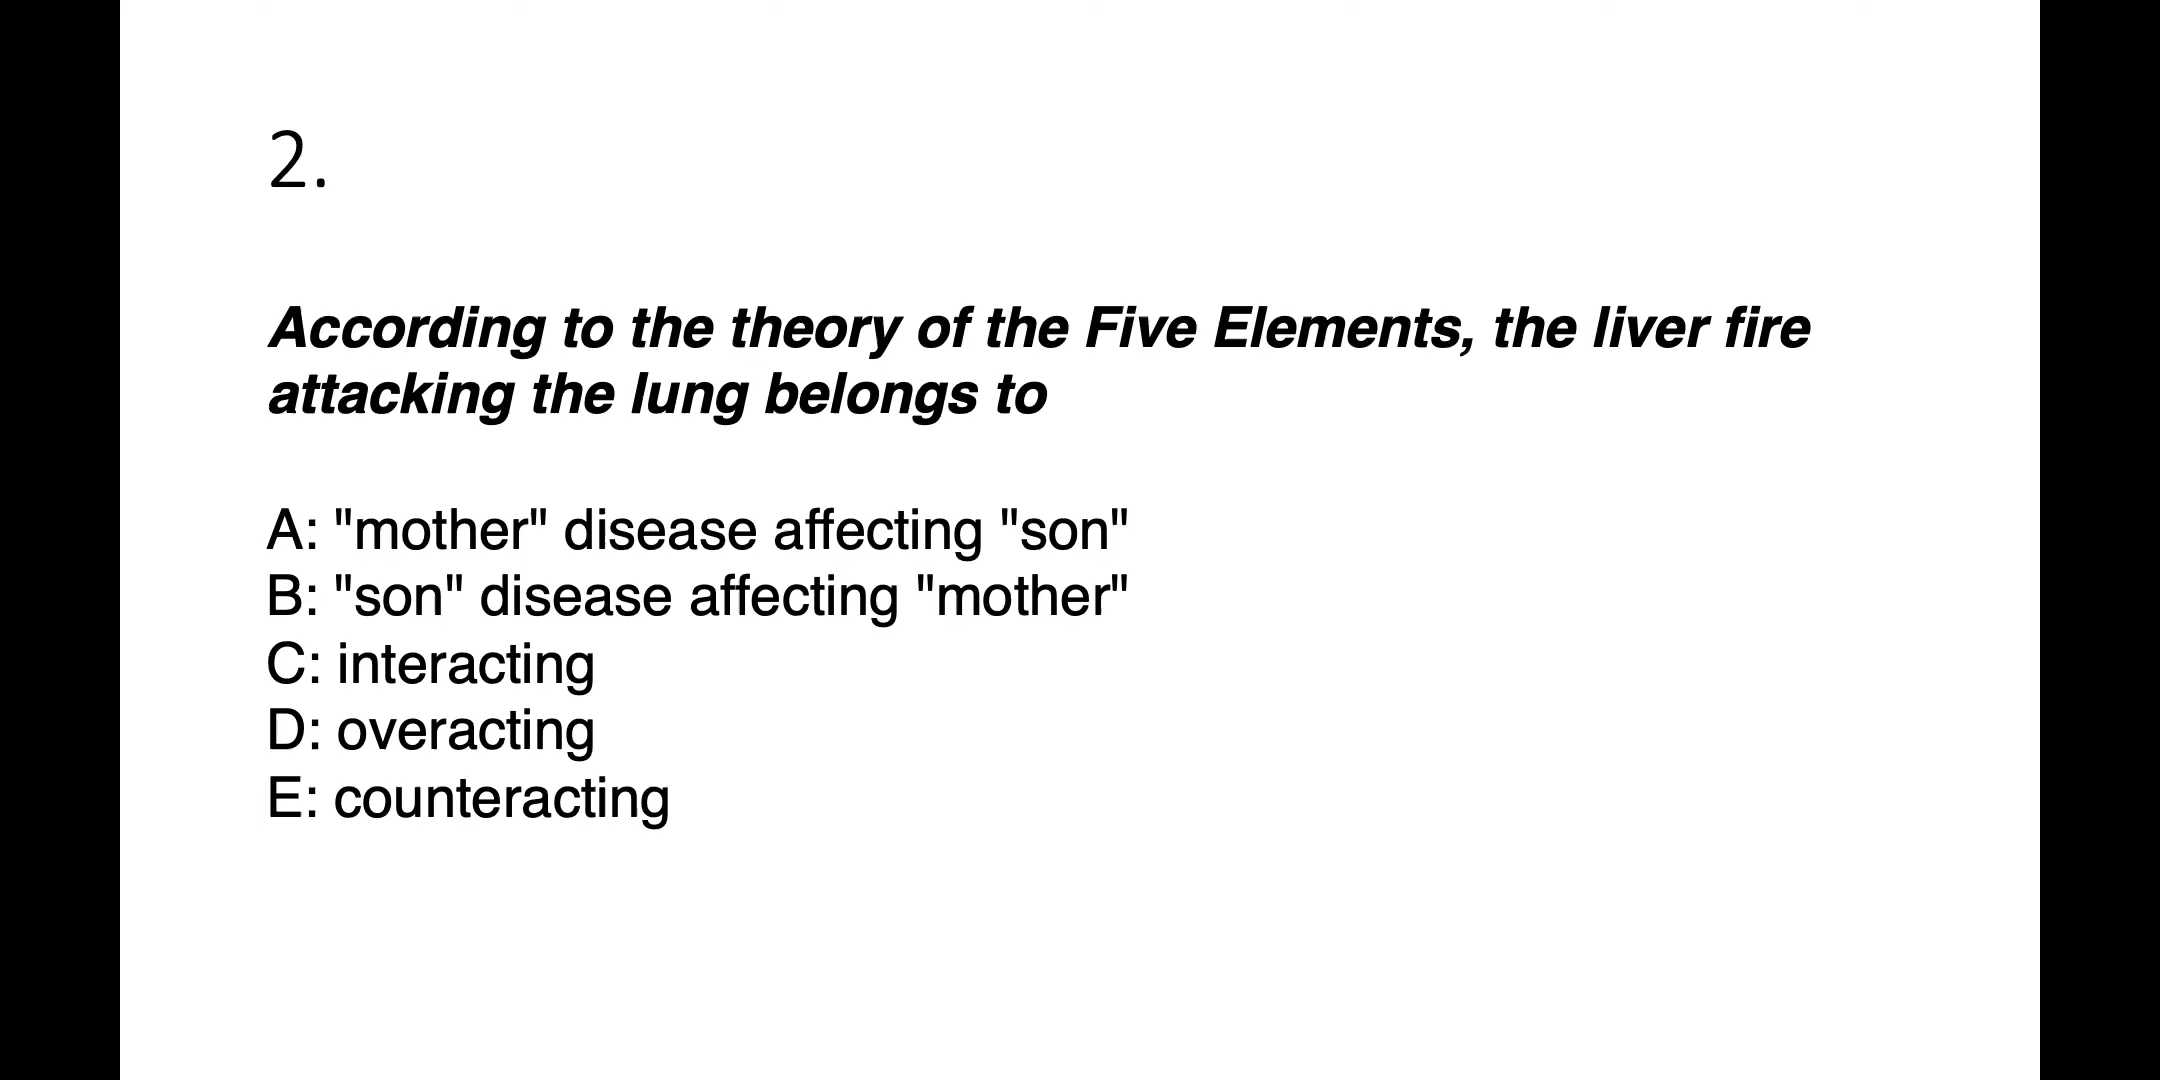 2.
According to the theory of the Five Elements, the liver fire
attacking the lung belongs to
A: "mother" disease affecting "son"
B: "son" disease affecting "mother"
C: interacting
D: overacting
E: counteracting